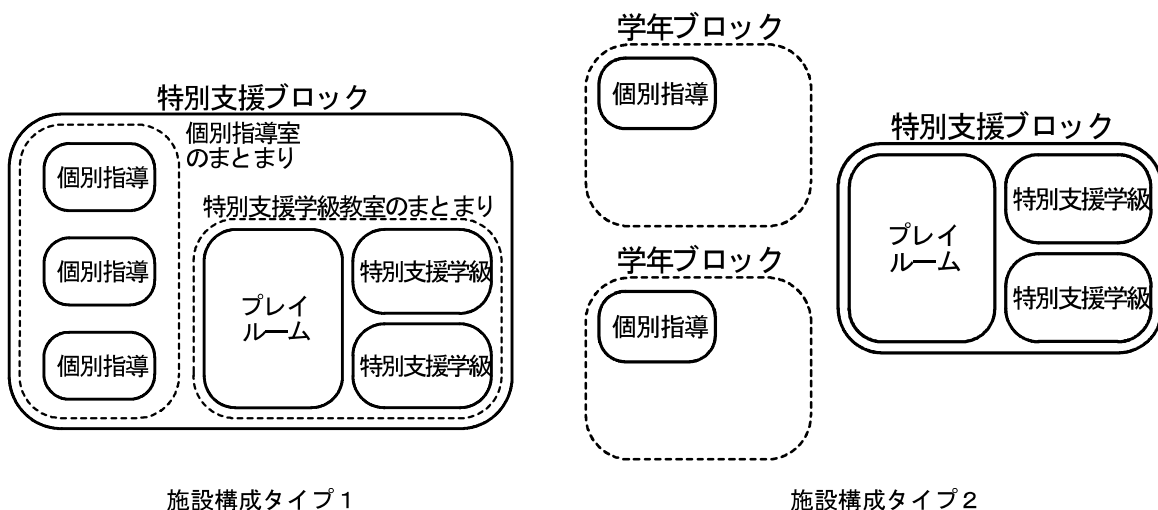 特別支援ブロック
個別指導室
のまとまり
個別指導
個別指導
個別指導
特別支援学級教室のまとまり
プレイ
ルーム
特別支援学級
特別支援学級
施設構成タイプ１
学年ブロック
個別指導
学年ブロック
個別指導
特別支援ブロック
プレイ
ルーム
特別支援学級
特別支援学級
施設構成タイプ２